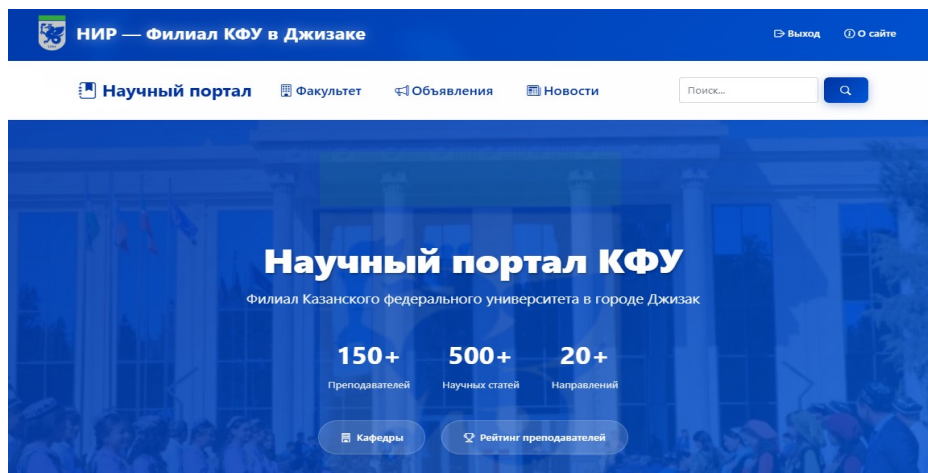 НИР — Филиал КФУ в Джизаке
Выход
О сайте
Научный портал
Факультет
Объявления
Новости
Поиск...
Научный портал КФУ
Филиал Казанского федерального университета в городе Джизак
150+ 500+ 20+
Преподавателей Научных статей Направлений
Кафедры
Рейтинг преподавателей